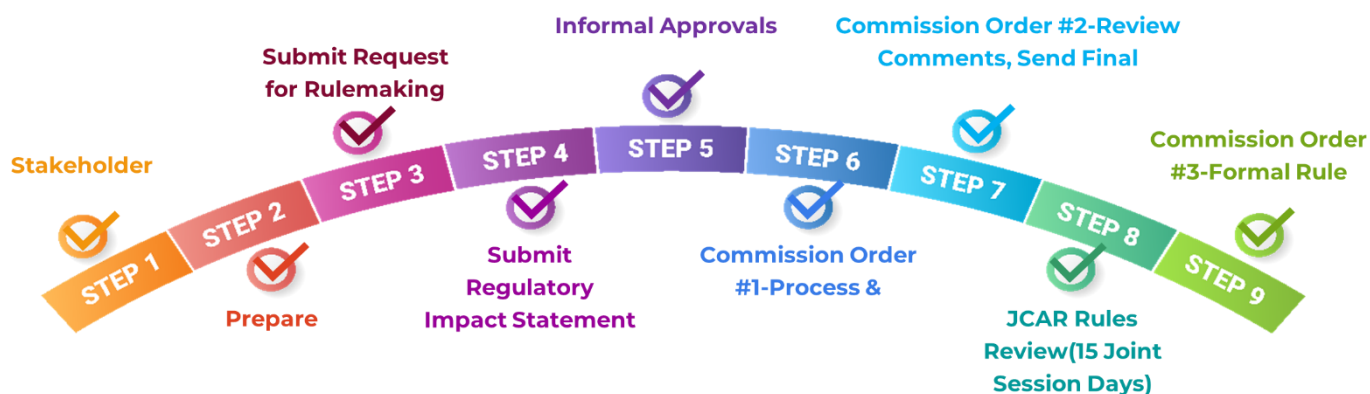 STEP 1
Stakeholder
STEP 2
Prepare
STEP 3
Submit Request
for Rulemaking
STEP 4
Submit
Regulatory
Impact Statement
STEP 5
Informal Approvals
STEP 6
Commission Order
#1-Process &
STEP 7
Commission Order #2-Review
Comments, Send Final
STEP 8
JCAR Rules
Review(15 Joint
Session Days)
STEP 9
Commission Order
#3-Formal Rule